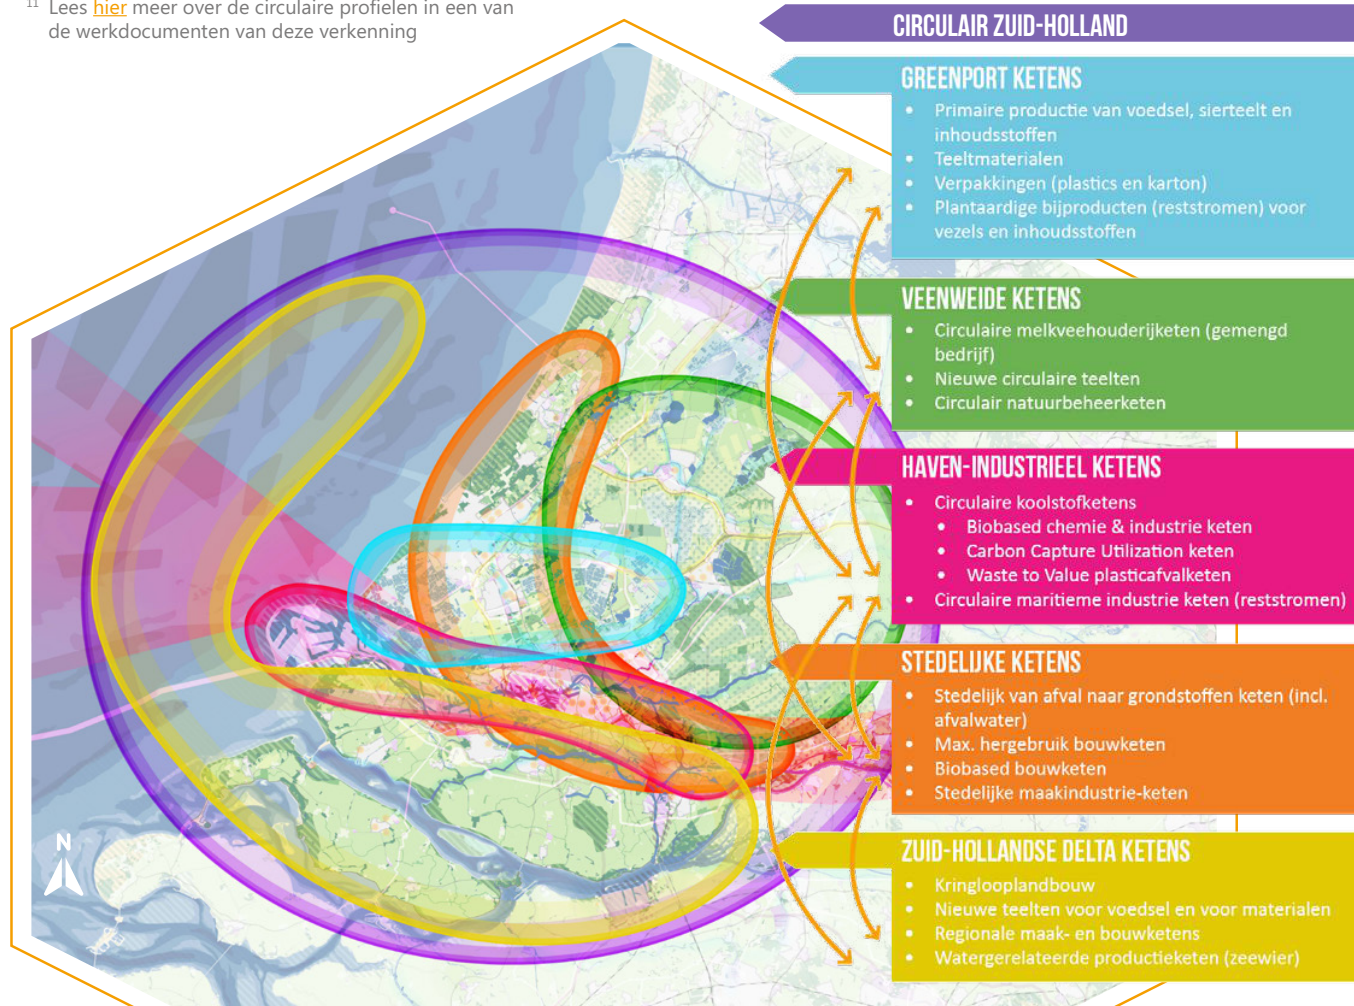 11 Lees hier meer over de circulaire profielen in een van
de werkdocumenten van deze verkenning
CIRCULAIR ZUID-HOLLAND
GREENPORT KETENS
• Primaire productie van voedsel, sierteelt en
inhoudsstoffen
• Teeltmaterialen
• Verpakkingen (plastics en karton)
• Plantaardige bijproducten (reststromen) voor
vezels en inhoudsstoffen
VEENWEIDE KETENS
• Circulaire melkveehouderijketen (gemengd
bedrijf)
• Nieuwe circulaire teelten
• Circulair natuurbeheerketen
HAVEN-INDUSTRIEEL KETENS
• Circulaire koolstofketens
• Biobased chemie & industrie keten
• Carbon Capture Utilization keten
• Waste to Value plasticafvalketen
• Circulaire maritieme industrie keten (reststromen)
STEDELIJKE KETENS
• Stedelijk van afval naar grondstoffen keten (incl.
afvalwater)
• Max. hergebruik bouwketen
• Biobased bouwketen
• Stedelijke maakindustrie-keten
ZUID-HOLLANDSE DELTA KETENS
• Kringlooplandbouw
• Nieuwe teelten voor voedsel en voor materialen
• Regionale maak- en bouwketens
• Watergerelateerde productieketen (zeewier)
N